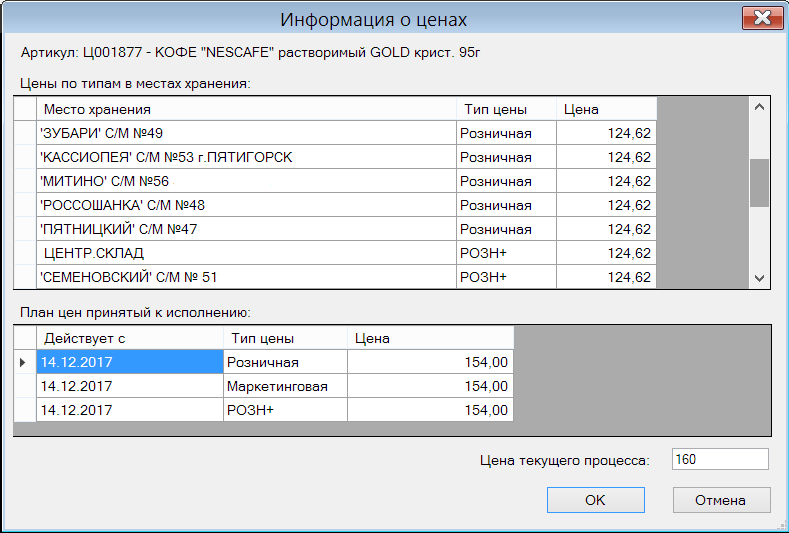 Информация о ценах
Артикул: Ц001877 - КОФЕ "NESCAFE" растворимый GOLD крист. 95г
Цены по типам в местах хранения:
Место хранения Тип цены Цена
'ЗУБАРИ' С/М №49 Розничная 124,62
'КАССИОПЕЯ' С/М №53 г.ПЯТИГОРСК Розничная 124,62
'МИТИНО' С/М №56 Розничная 124,62
'РОССОШАНКА' С/М №48 Розничная 124,62
'ПЯТНИЦКИЙ' С/М №47 Розничная 124,62
ЦЕНТР.СКЛАД РОЗН+ 124,62
'СЕМЕНОВСКИЙ' С/М № 51 РОЗН+ 124,62
План цен принятый к исполнению:
Действует с Тип цены Цена
14.12.2017 Розничная 154,00
14.12.2017 Маркетинговая 154,00
14.12.2017 РОЗН+ 154,00
Цена текущего процесса: 160
ОК Отмена